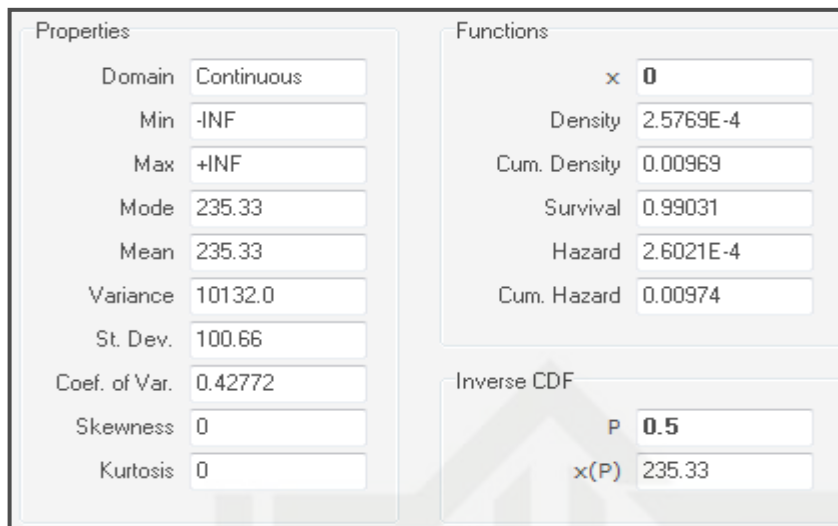 Properties
Domain Continuous
Min -INF
Max +INF
Mode 235.33
Mean 235.33
Variance 10132.0
St. Dev. 100.66
Coef. of Var. 0.42772
Skewness 0
Kurtosis 0
Functions
x 0
Density 2.5769E-4
Cum. Density 0.00969
Survival 0.99031
Hazard 2.6021E-4
Cum. Hazard 0.00974
Inverse CDF
P 0.5
x(P) 235.33